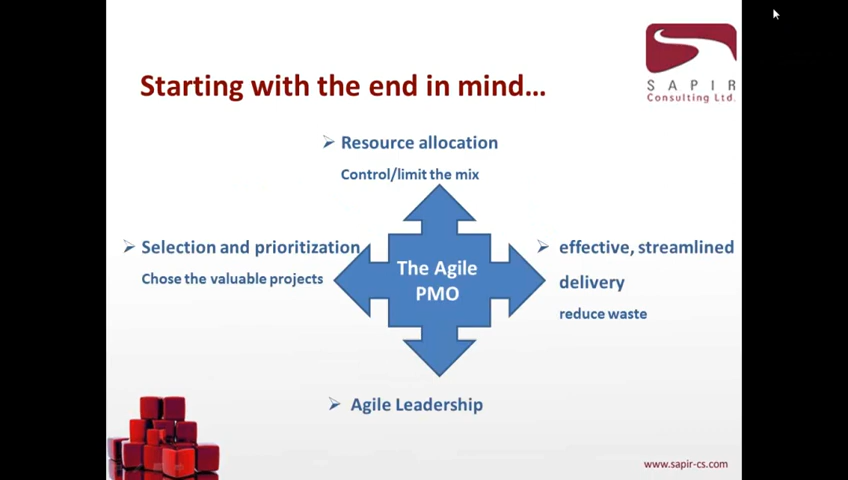 SAPIR
Consulting Ltd.
Starting with the end in mind…
➢ Resource allocation
Control/limit the mix
➢ Selection and prioritization
Chose the valuable projects
The Agile
PMO
➢ effective, streamlined
delivery
reduce waste
➢ Agile Leadership
www.sapir-cs.com